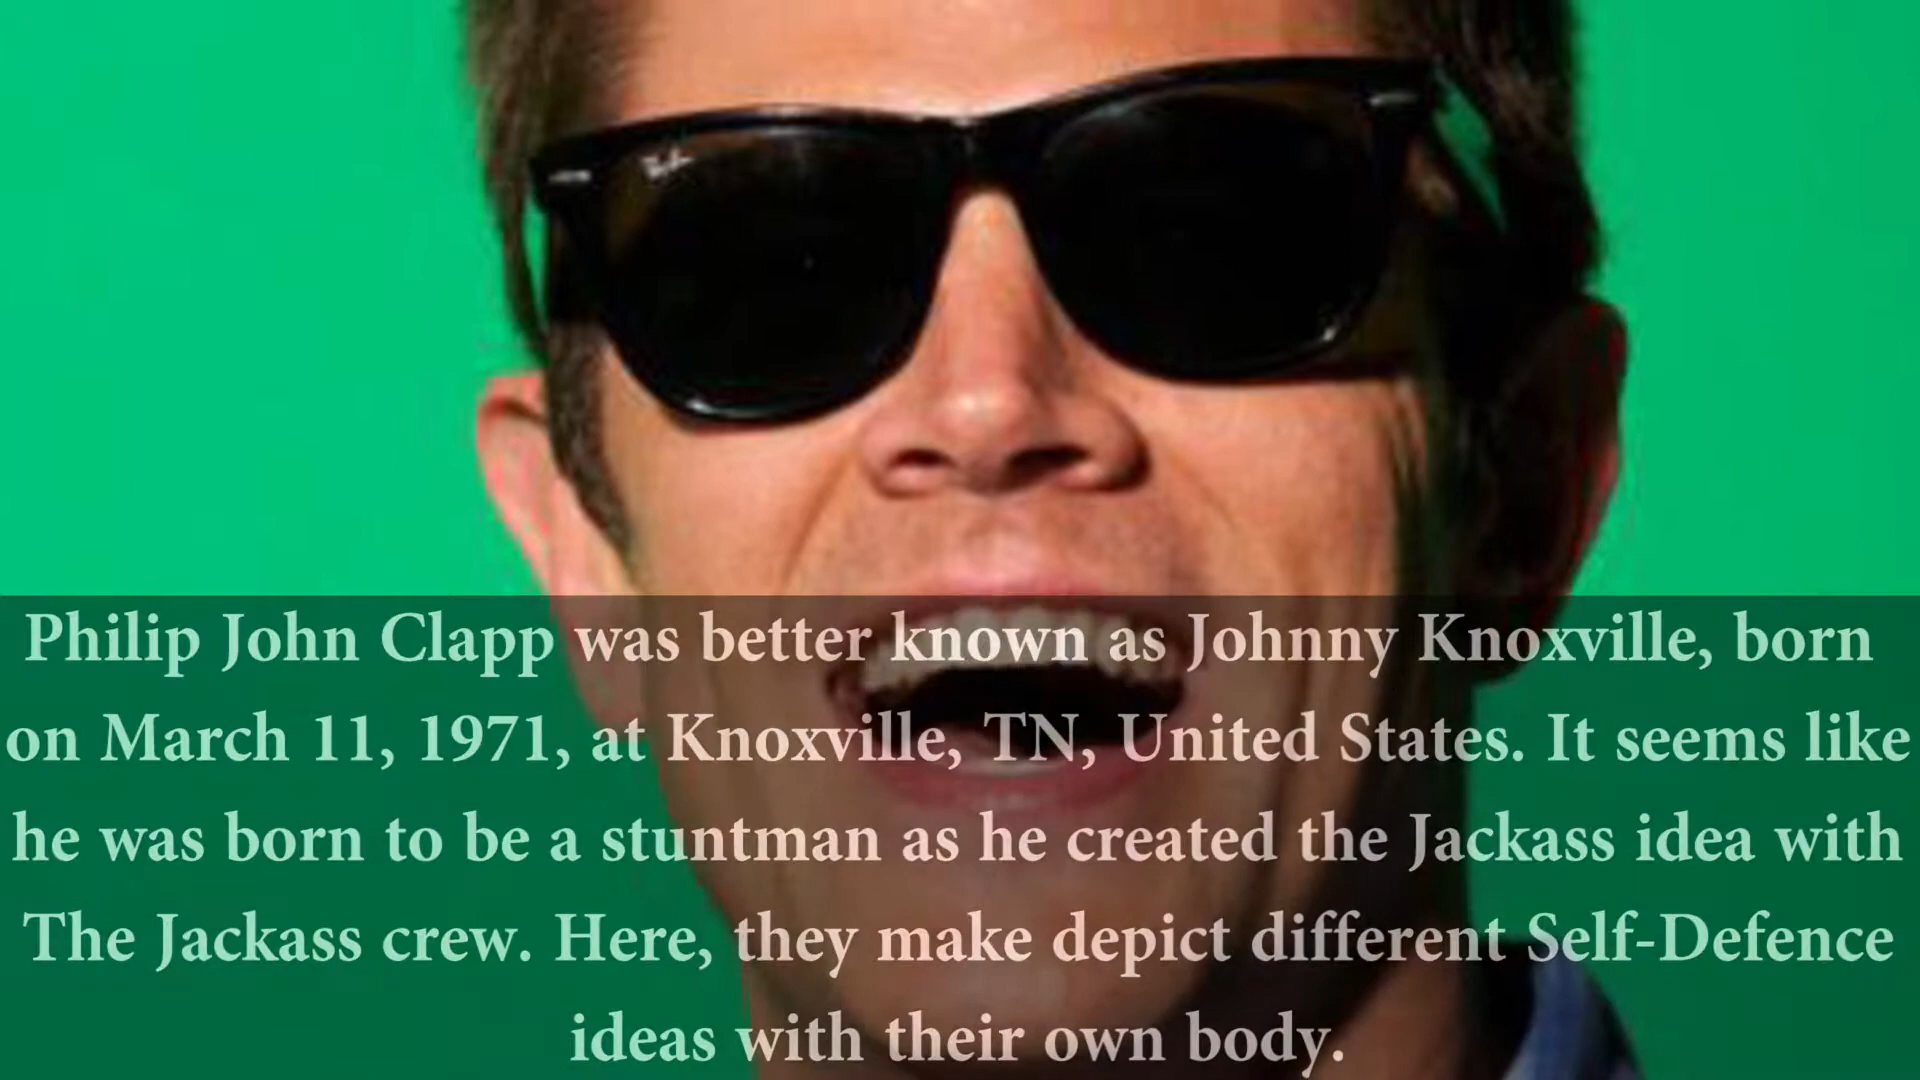 Ray-Ban
Philip John Clapp was better known as Johnny Knoxville, born
on March 11, 1971, at Knoxville, TN, United States. It seems like
he was born to be a stuntman as he created the Jackass idea with
The Jackass crew. Here, they make depict different Self-Defence
ideas with their own body.